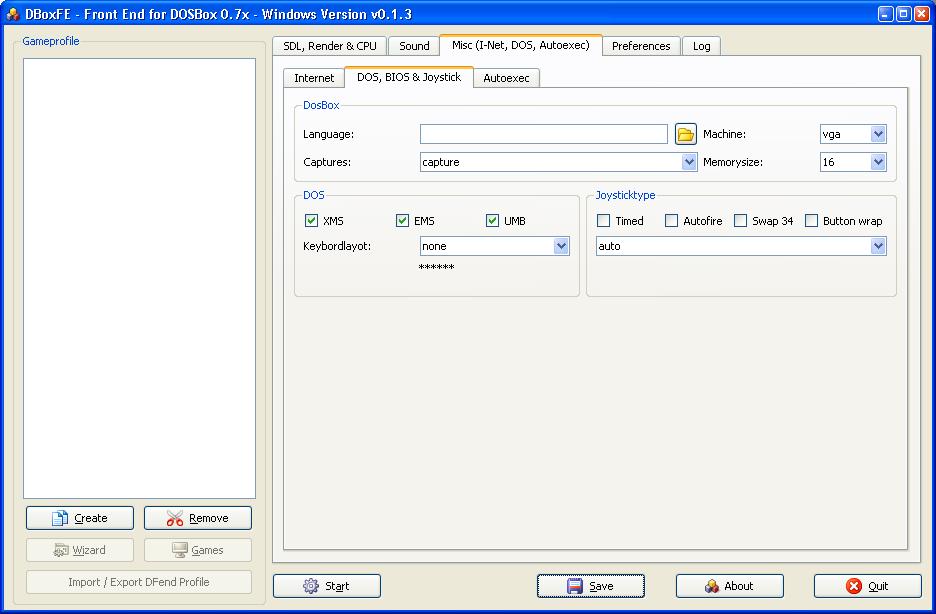 DBoxFE - Front End for DOSBox 0.7x - Windows Version v0.1.3
Gameprofile
SDL, Render & CPU Sound Misc (I-Net, DOS, Autoexec) Preferences Log
Internet DOS, BIOS & Joystick Autoexec
DosBox
Language: Machine: vga
Captures: capture Memorysize: 16
DOS Joysticktype
XMS EMS UMB Timed Autofire Swap 34 Button wrap
Keybordlayot: none auto
******
Create Remove
Wizard Games
Import / Export DFend Profile
Start Save About Quit